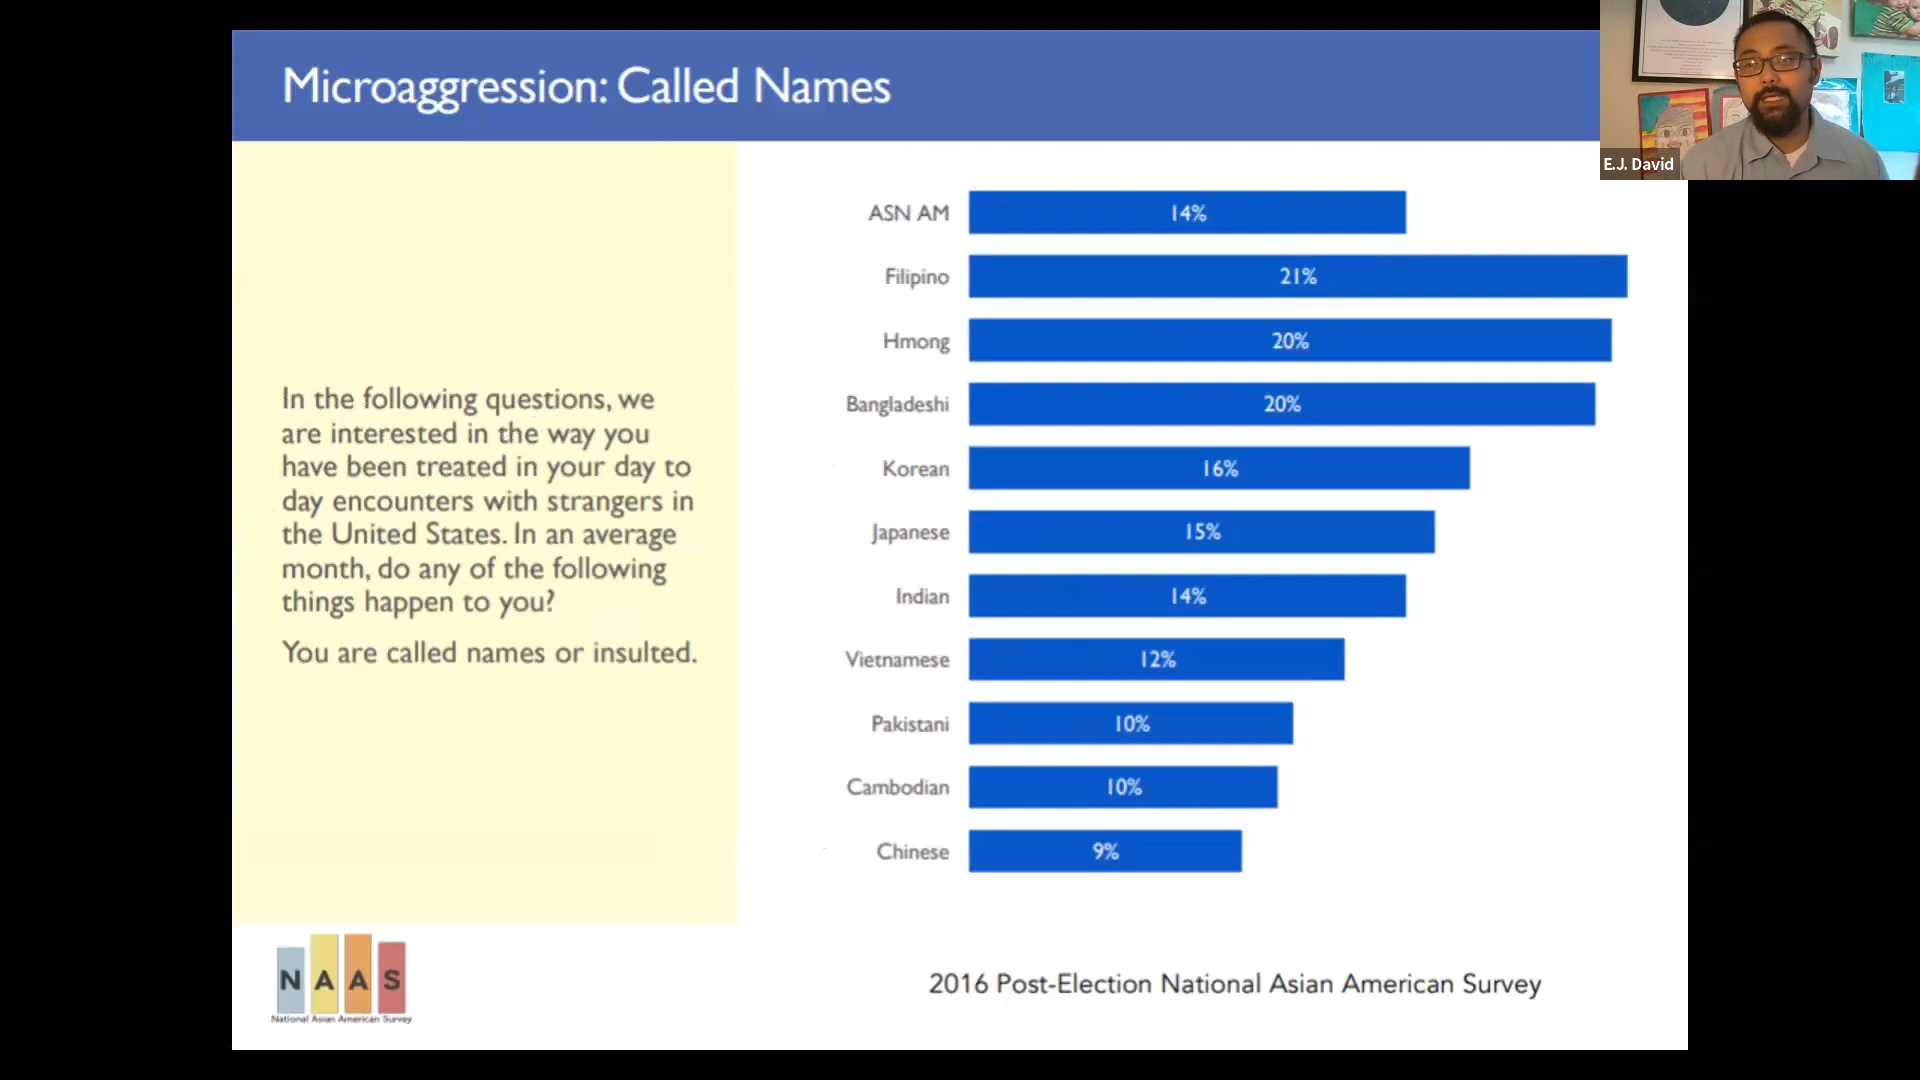 Microaggression: Called Names
E.J. David
In the following questions, we
are interested in the way you
have been treated in your day to
day encounters with strangers in
the United States. In an average
month, do any of the following
things happen to you?
You are called names or insulted.
ASN AM 14%
Filipino 21%
Hmong 20%
Bangladeshi 20%
Korean 16%
Japanese 15%
Indian 14%
Vietnamese 12%
Pakistani 10%
Cambodian 10%
Chinese 9%
NAAS
National Asian American Survey
2016 Post-Election National Asian American Survey